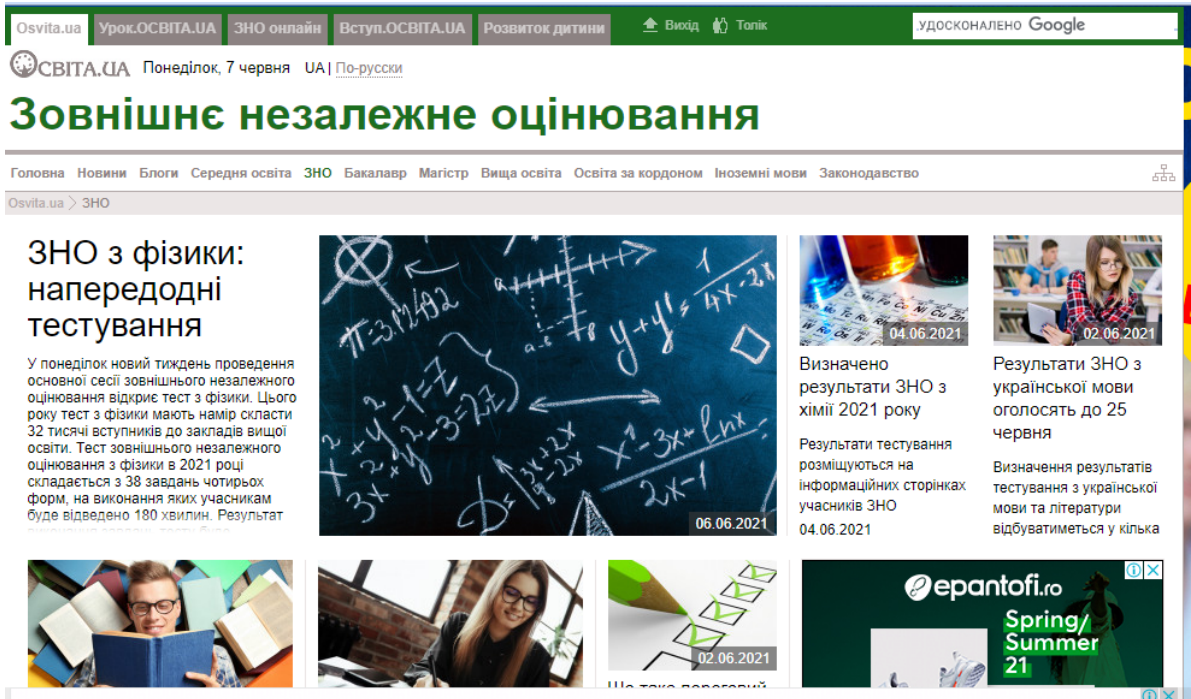 Osvita.ua Урок.ОСВІТА.UA ЗНО онлайн Вступ.ОСВІТА.UA Розвиток дитини Вихід Топік УДОСКОНАЛЕНО Google
ОСВІТА.UA Понеділок, 7 червня UA | По-русски
Зовнішнє незалежне оцінювання
Головна Новини Блоги Середня освіта ЗНО Бакалавр Магістр Вища освіта Освіта за кордоном Іноземні мови Законодавство
Osvita.ua > ЗНО
ЗНО з фізики:
напередодні
тестування
У понеділок новий тиждень проведення
основної сесії зовнішнього незалежного
оцінювання відкриє тест з фізики. Цього
року тест з фізики мають намір скласти
32 тисячі вступників до закладів вищої
освіти. Тест зовнішнього незалежного
оцінювання з фізики в 2021 році
складається з 38 завдань чотирьох
форм, на виконання яких учасникам
буде відведено 180 хвилин. Результат
06.06.2021
04.06.2021
Визначено
результати ЗНО з
хімії 2021 року
Результати тестування
розміщуються на
інформаційних сторінках
учасників ЗНО
04.06.2021
02.06.2021
Результати ЗНО з
української мови
оголосять до 25
червня
Визначення результатів
тестування з української
мови та літератури
відбуватиметься у кілька
02.06.2021
epantofi.ro
Spring/
Summer
21